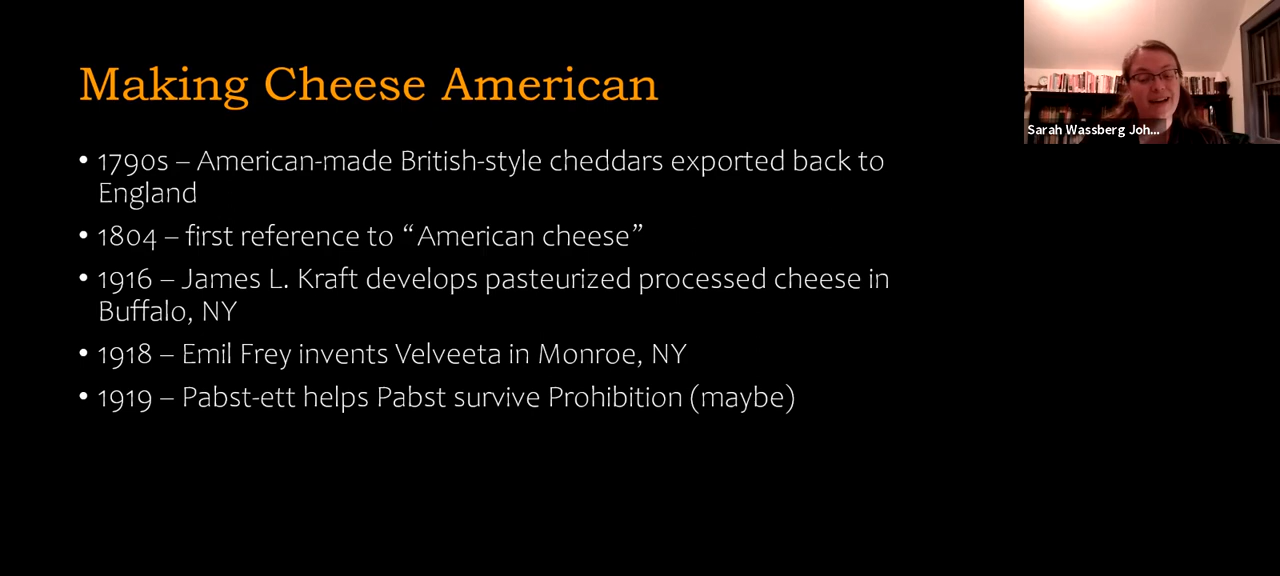 Making Cheese American
• 1790s – American-made British-style cheddars exported back to
England
• 1804 – first reference to “American cheese”
• 1916 – James L. Kraft develops pasteurized processed cheese in
Buffalo, NY
• 1918 – Emil Frey invents Velveeta in Monroe, NY
• 1919 – Pabst-ett helps Pabst survive Prohibition (maybe)
Sarah Wassberg Joh...